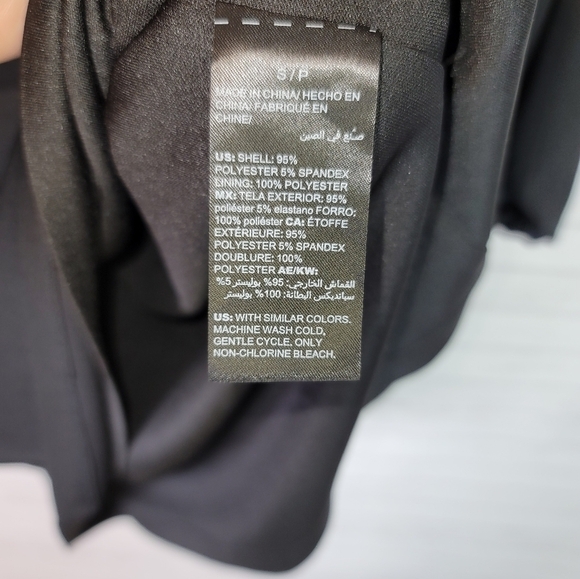 S/P
MADE IN CHINA/ HECHO EN
CHINA/ FABRIQUÉ EN
CHINE/
صنع في الصين
US: SHELL: 95%
POLYESTER 5% SPANDEX
LINING: 100% POLYESTER
MX: TELA EXTERIOR: 95%
poliéster 5% elastano FORRO:
100% poliéster CA: ÉTOFFE
EXTÉRIEURE: 95%
POLYESTER 5% SPANDEX
DOUBLURE: 100%
POLYESTER AE/KW:
القماش الخارجي: 95% بوليستر 5%
سباندیکس البطانة: 100% بوليستر
US: WITH SIMILAR COLORS.
MACHINE WASH COLD,
GENTLE CYCLE, ONLY
NON-CHLORINE BLEACH.